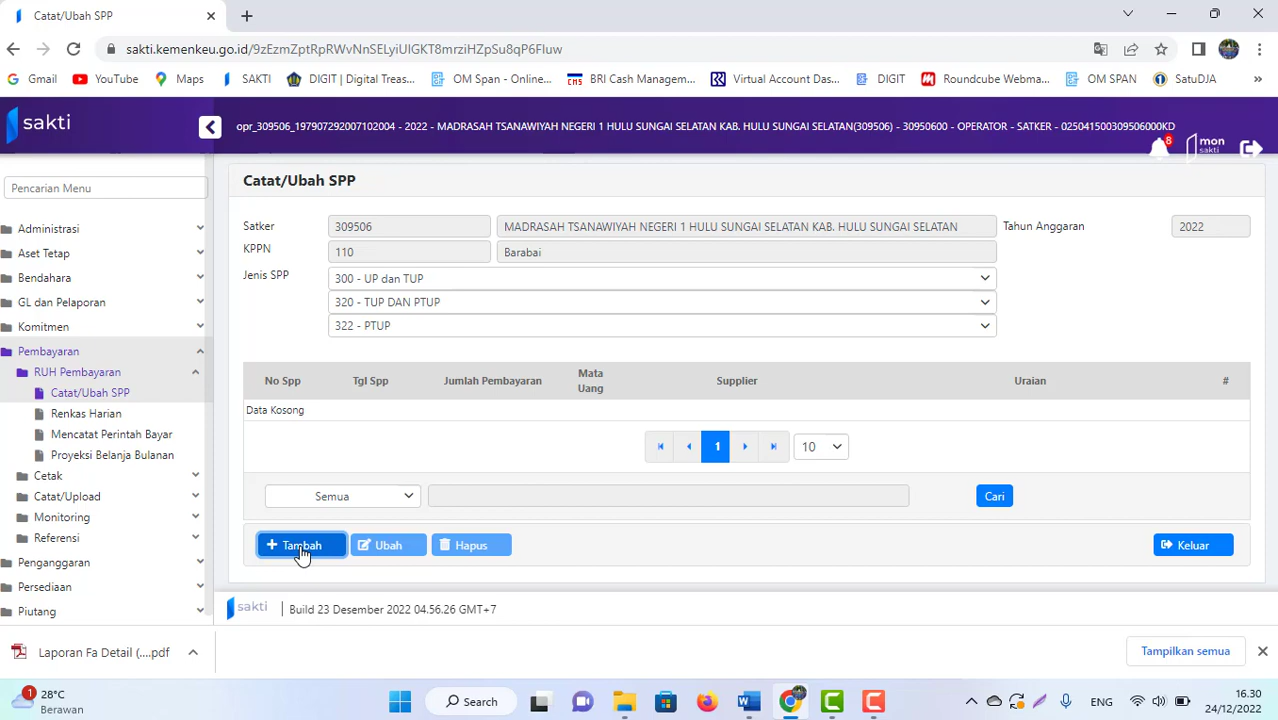 Catat/Ubah SPP
sakti.kemenkeu.go.id/9zEzmZptRpRWvNnSELyiUIGKT8mrziHZpSu8qP6FIuw
Gmail YouTube Maps SAKTI DIGIT | Digital Treas... OM Span - Online... CMS BRI Cash Managem... Virtual Account Das... DIGIT Roundcube Webma... OM SPAN SatuDJA »
sakti
opr_309506_197907292007102004 - 2022 - MADRASAH TSANAWIYAH NEGERI 1 HULU SUNGAI SELATAN KAB. HULU SUNGAI SELATAN(309506) - 30950600 - OPERATOR - SATKER - 025041500309506000KD
8
mon sakti
Pencarian Menu
Administrasi
Aset Tetap
Bendahara
GL dan Pelaporan
Komitmen
Pembayaran
RUH Pembayaran
Catat/Ubah SPP
Renkas Harian
Mencatat Perintah Bayar
Proyeksi Belanja Bulanan
Cetak
Catat/Upload
Monitoring
Referensi
Penganggaran
Persediaan
Piutang
Catat/Ubah SPP
Satker 309506 MADRASAH TSANAWIYAH NEGERI 1 HULU SUNGAI SELATAN KAB. HULU SUNGAI SELATAN Tahun Anggaran 2022
KPPN 110 Barabai
Jenis SPP 300 - UP dan TUP
320 - TUP DAN PTUP
322 - PTUP
No Spp Tgl Spp Jumlah Pembayaran Mata Uang Supplier Uraian #
Data Kosong
1 10
Semua Cari
+ Tambah Ubah Hapus Keluar
sakti | Build 23 Desember 2022 04.56.26 GMT+7
Laporan Fa Detail (....pdf Tampilkan semua
1 28°C
Berawan
Search
ENG
16.30
24/12/2022